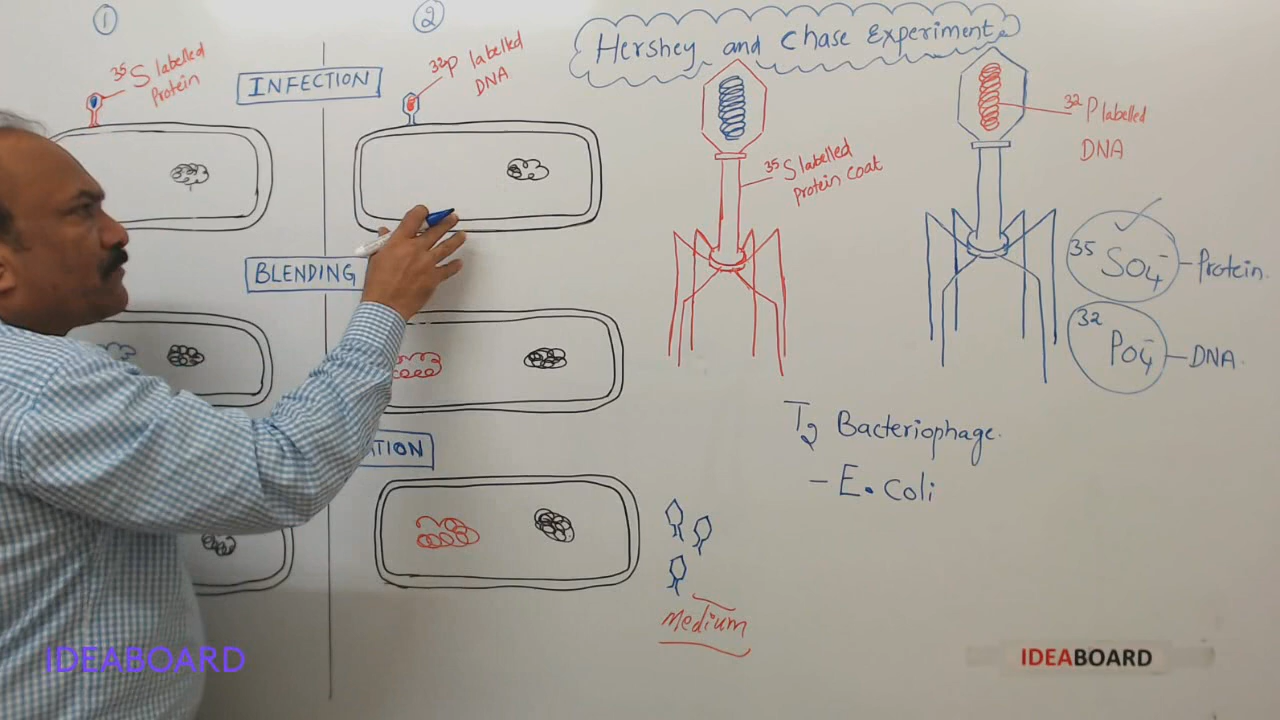 ①
②
Hershey and Chase Experiment
35S labelled
Protein
INFECTION
32P labelled
DNA
32P labelled
DNA
35S labelled
protein coat
35SO4-
Protein.
BLENDING
32PO4-
DNA.
T2 Bacteriophage.
- E. Coli
ATION
Medium
IDEABOARD
IDEABOARD